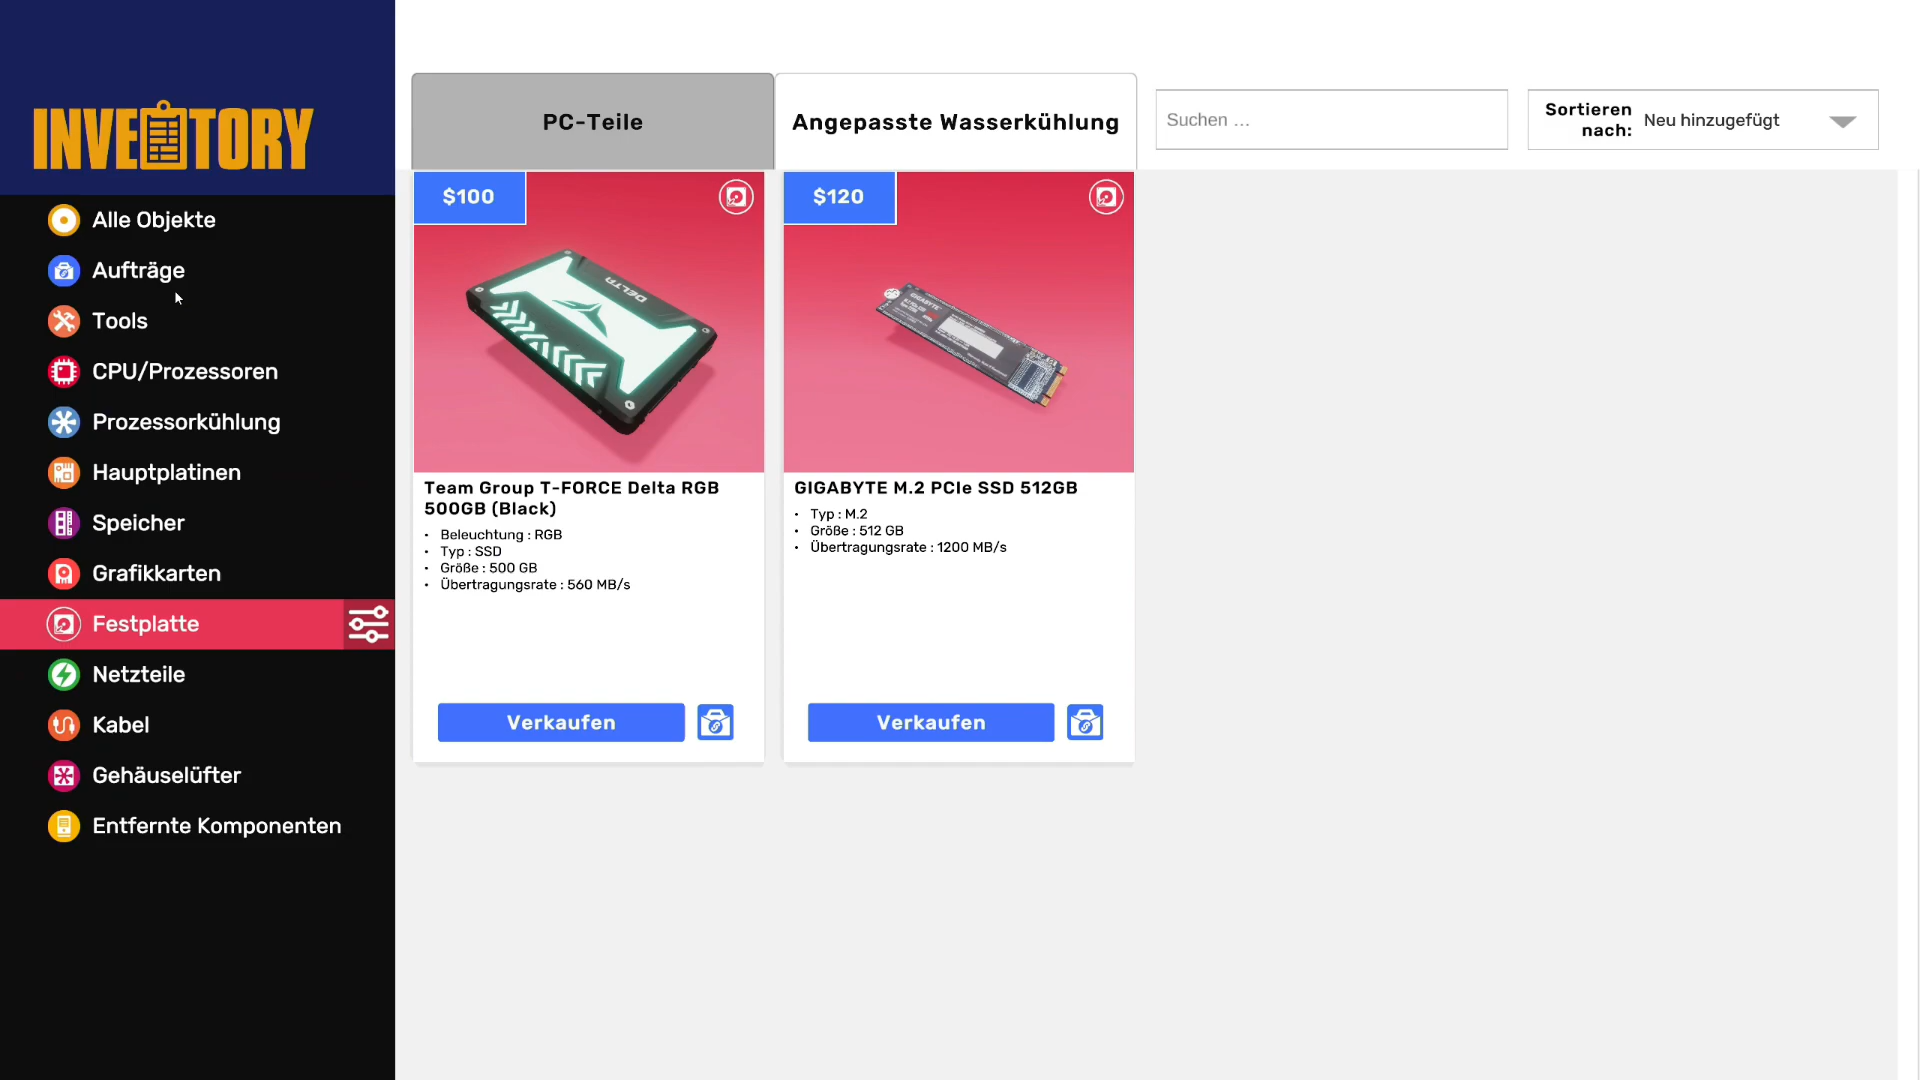 INVENTORY
Alle Objekte
Aufträge
Tools
CPU/Prozessoren
Prozessorkühlung
Hauptplatinen
Speicher
Grafikkarten
Festplatte
Netzteile
Kabel
Gehäuselüfter
Entfernte Komponenten
PC-Teile
Angepasste Wasserkühlung
Suchen ...
Sortieren
nach:
Neu hinzugefügt
$100
DELTA
Team Group T-FORCE Delta RGB
500GB (Black)
• Beleuchtung : RGB
• Typ : SSD
• Größe : 500 GB
• Übertragungsrate : 560 MB/s
Verkaufen
$120
GIGABYTE
GIGABYTE M.2 PCIe SSD 512GB
• Typ : M.2
• Größe : 512 GB
• Übertragungsrate : 1200 MB/s
Verkaufen